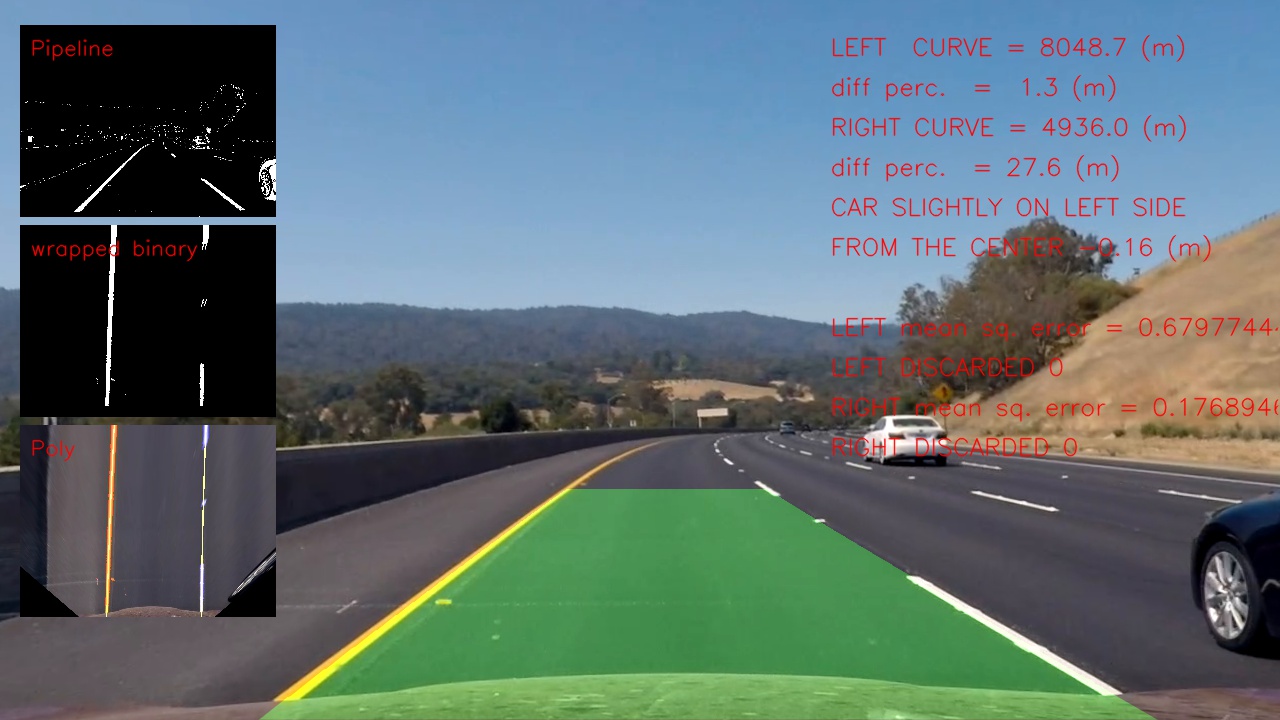 Pipeline
wrapped binary
Poly
LEFT CURVE = 8048.7 (m)
diff perc. = 1.3 (m)
RIGHT CURVE = 4936.0 (m)
diff perc. = 27.6 (m)
CAR SLIGHTLY ON LEFT SIDE
FROM THE CENTER -0.16 (m)
LEFT mean sq. error = 0.6797744
LEFT DISCARDED 0
RIGHT mean sq. error = 0.176894
RIGHT DISCARDED 0